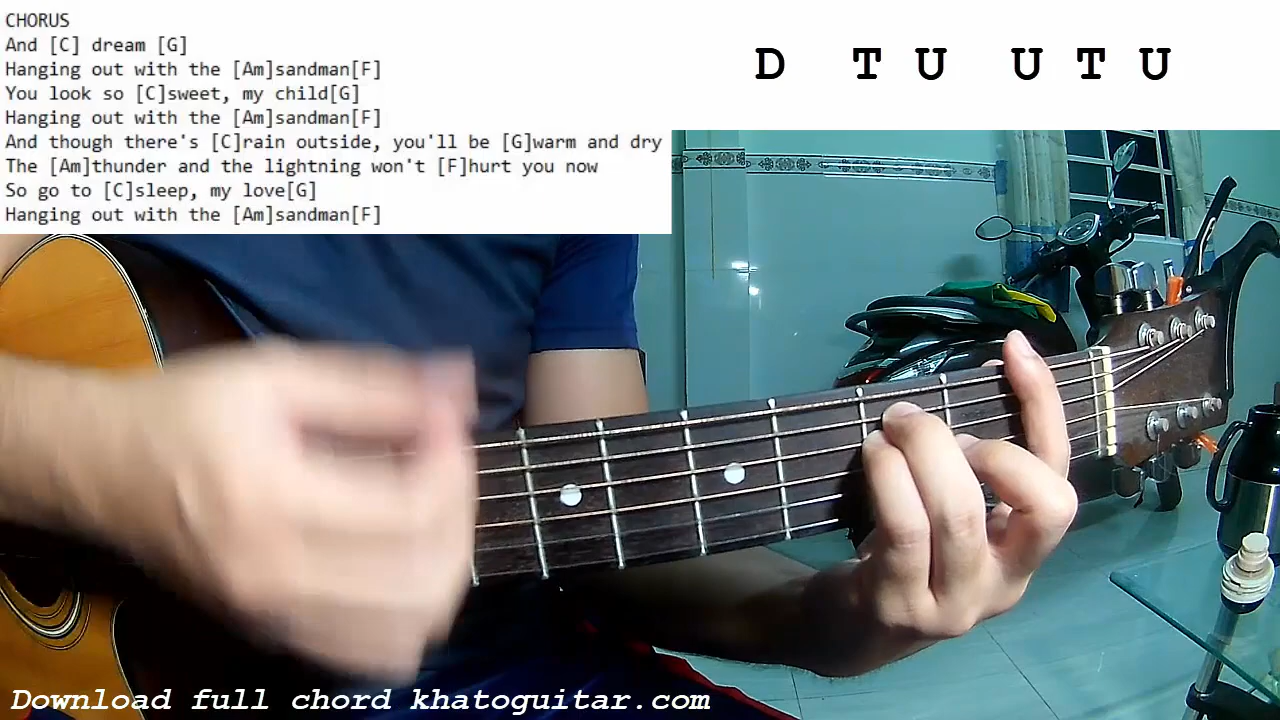 CHORUS
And [C] dream [G]
Hanging out with the [Am]sandman[F]
You look so [C]sweet, my child[G]
Hanging out with the [Am]sandman[F]
And though there's [C]rain outside, you'll be [G]warm and dry
The [Am]thunder and the lightning won't [F]hurt you now
So go to [C]sleep, my love[G]
Hanging out with the [Am]sandman[F]
D T U U T U
Download full chord khatoguitar.com